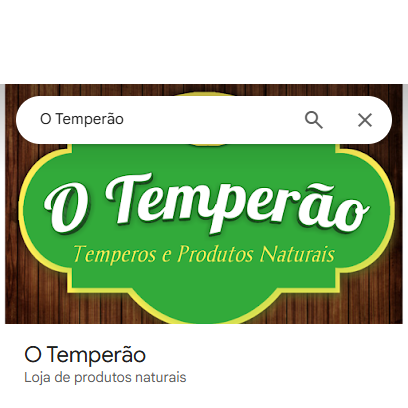 O Temperão
O Temperão
Temperos e Produtos Naturais
O Temperão
Loja de produtos naturais